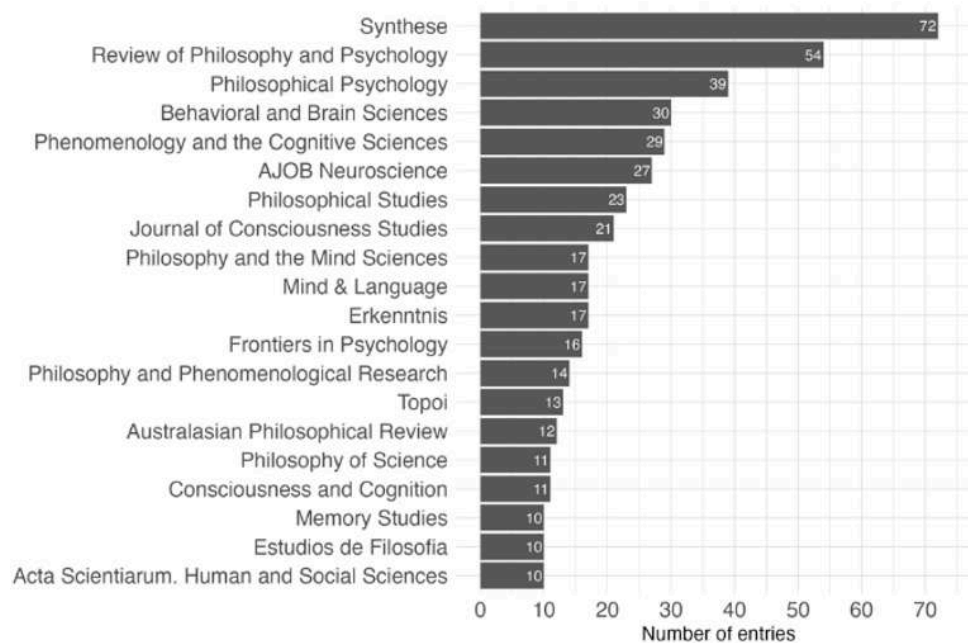 Synthese 72
Review of Philosophy and Psychology 54
Philosophical Psychology 39
Behavioral and Brain Sciences 30
Phenomenology and the Cognitive Sciences 29
AJOB Neuroscience 27
Philosophical Studies 23
Journal of Consciousness Studies 21
Philosophy and the Mind Sciences 17
Mind & Language 17
Erkenntnis 17
Frontiers in Psychology 16
Philosophy and Phenomenological Research 14
Topoi 13
Australasian Philosophical Review 12
Philosophy of Science 11
Consciousness and Cognition 11
Memory Studies 10
Estudios de Filosofia 10
Acta Scientiarum. Human and Social Sciences 10
0 10 20 30 40 50 60 70
Number of entries